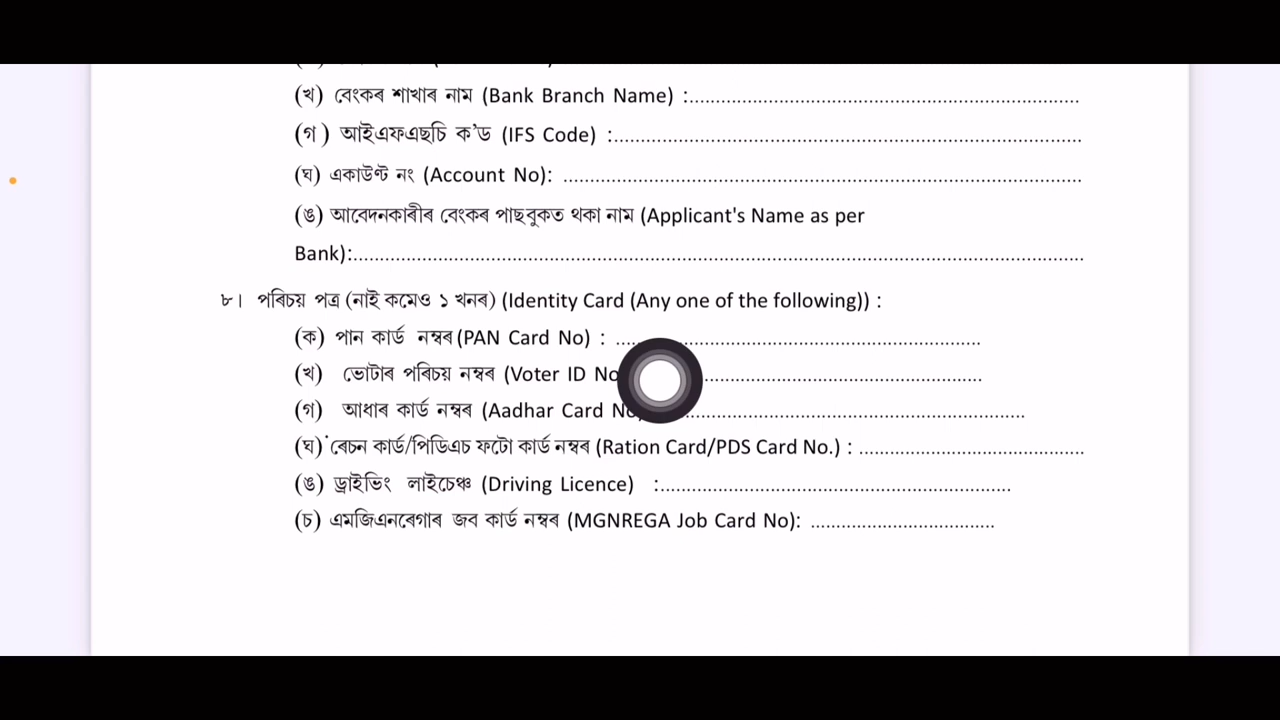 (খ) বেংকৰ শাখাৰ নাম (Bank Branch Name) :....................................................................
(গ ) আইএফএছচি ক'ড (IFS Code) :....................................................................
(ঘ) একাউণ্ট নং (Account No): ....................................................................
(ঙ) আবেদনকাৰীৰ বেংকৰ পাছবুকত থকা নাম (Applicant's Name as per
Bank):....................................................................
৮। পৰিচয় পত্ৰ (নাই কমেও ১ খনৰ) (Identity Card (Any one of the following)) :
(ক) পান কাৰ্ড নম্বৰ (PAN Card No) : ....................................................
(খ) ভোটাৰ পৰিচয় নম্বৰ (Voter ID No ..........................................
(গ) আধাৰ কাৰ্ড নম্বৰ (Aadhar Card No ..................................................
(ঘ) ৰেচন কাৰ্ড/পিডিএচ ফটো কাৰ্ড নম্বৰ (Ration Card/PDS Card No.) : ..................................
(ঙ) ড্ৰাইভিং লাইচেঞ্চ (Driving Licence) :....................................................
(চ) এমজিএনৰেগাৰ জব কাৰ্ড নম্বৰ (MGNREGA Job Card No): ..................................